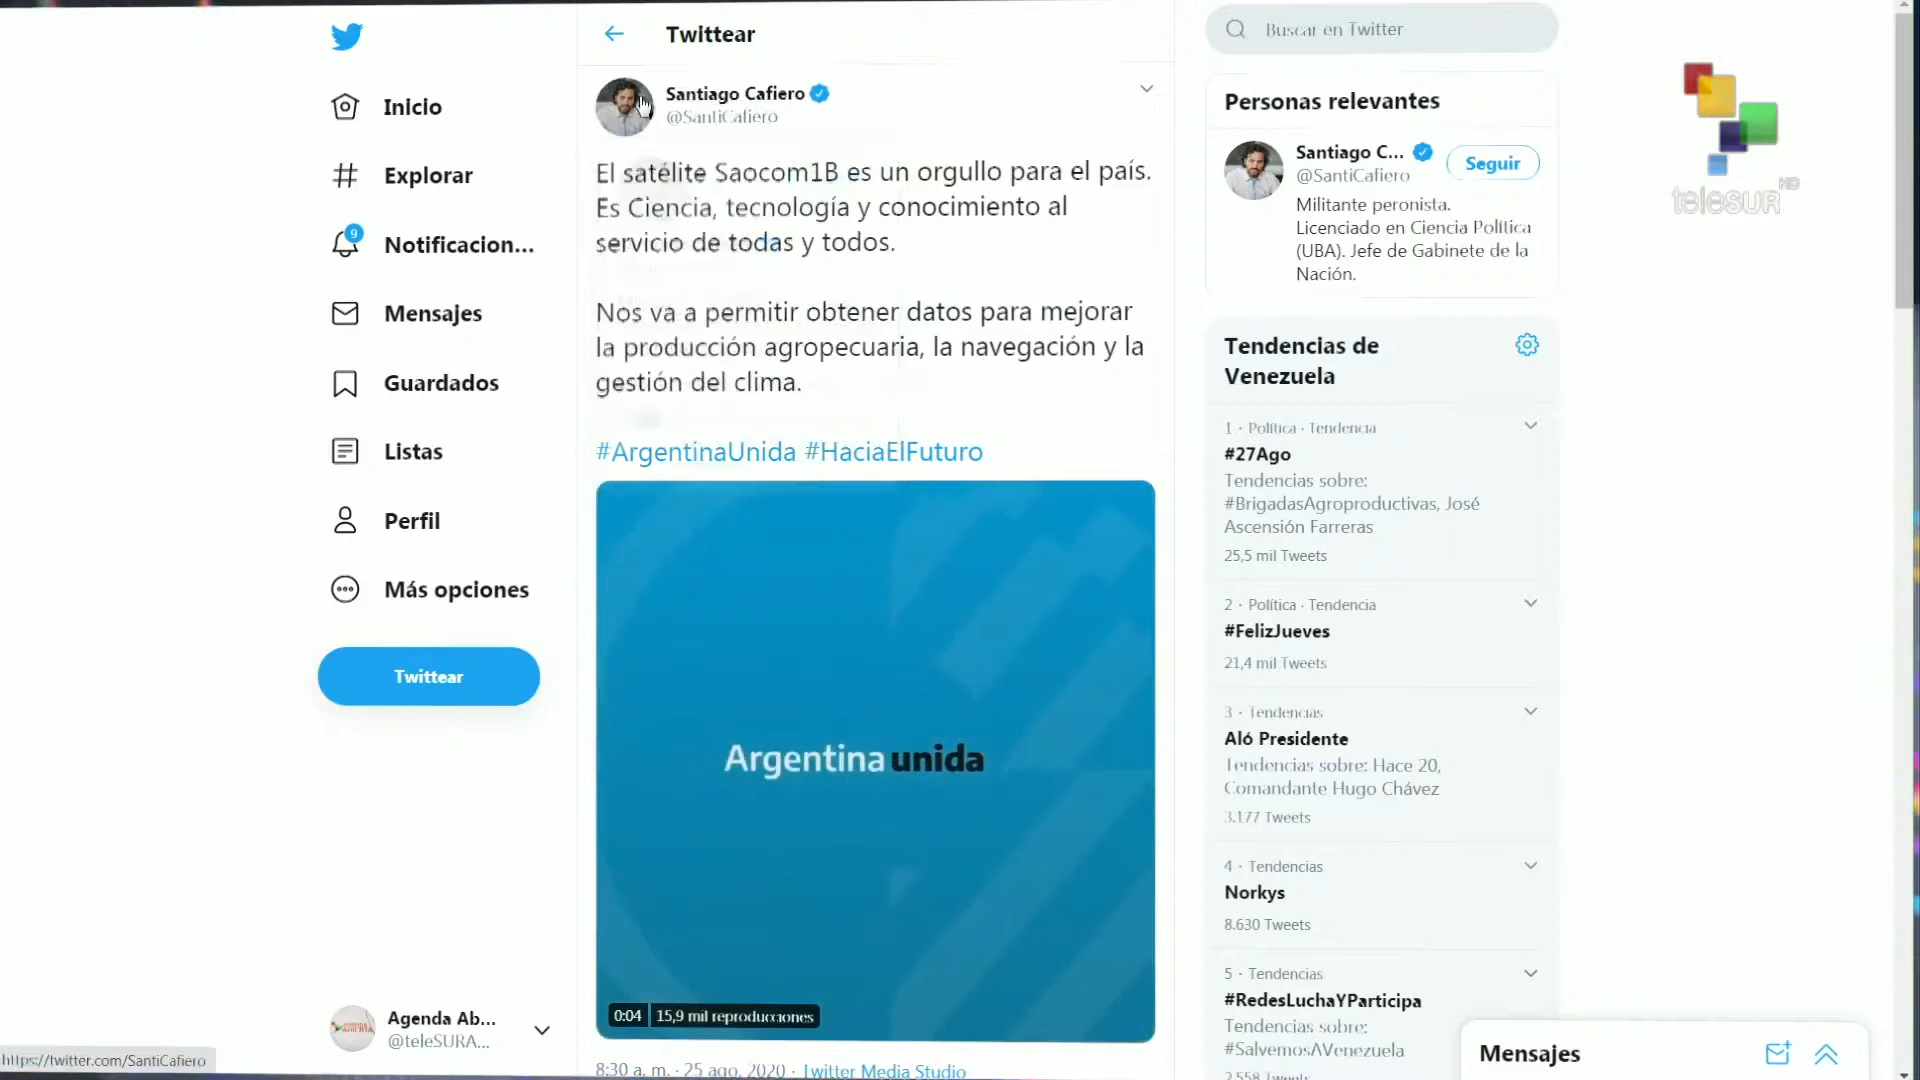 Inicio
Explorar
9
Notificacion...
Mensajes
Guardados
Listas
Perfil
Más opciones
Twittear
Agenda Ab...
@teleSURA...
https://twitter.com/SantiCafiero
Twittear
Santiago Cafiero
@SantiCafiero
El satélite Saocom1B es un orgullo para el país.
Es Ciencia, tecnología y conocimiento al
servicio de todas y todos.
Nos va a permitir obtener datos para mejorar
la producción agropecuaria, la navegación y la
gestión del clima.
#ArgentinaUnida #HaciaElFuturo
Argentina unida
0:04 15,9 mil reproducciones
8:30 a. m. · 25 ago. 2020 · Twitter Media Studio
Buscar en Twitter
Personas relevantes
Santiago C...
@SantiCafiero
Seguir
Militante peronista.
Licenciado en Ciencia Política
(UBA). Jefe de Gabinete de la
Nación.
Tendencias de
Venezuela
1 · Política · Tendencia
#27Ago
Tendencias sobre:
#BrigadasAgroproductivas, José
Ascensión Farreras
25,5 mil Tweets
2 · Política · Tendencia
#FelizJueves
21,4 mil Tweets
3 · Tendencias
Aló Presidente
Tendencias sobre: Hace 20,
Comandante Hugo Chávez
3.177 Tweets
4 · Tendencias
Norkys
8.630 Tweets
5 · Tendencias
#RedesLuchaYParticipa
Tendencias sobre:
#SalvemosAVenezuela
2.558 Tweets
Mensajes
teleSUR HD